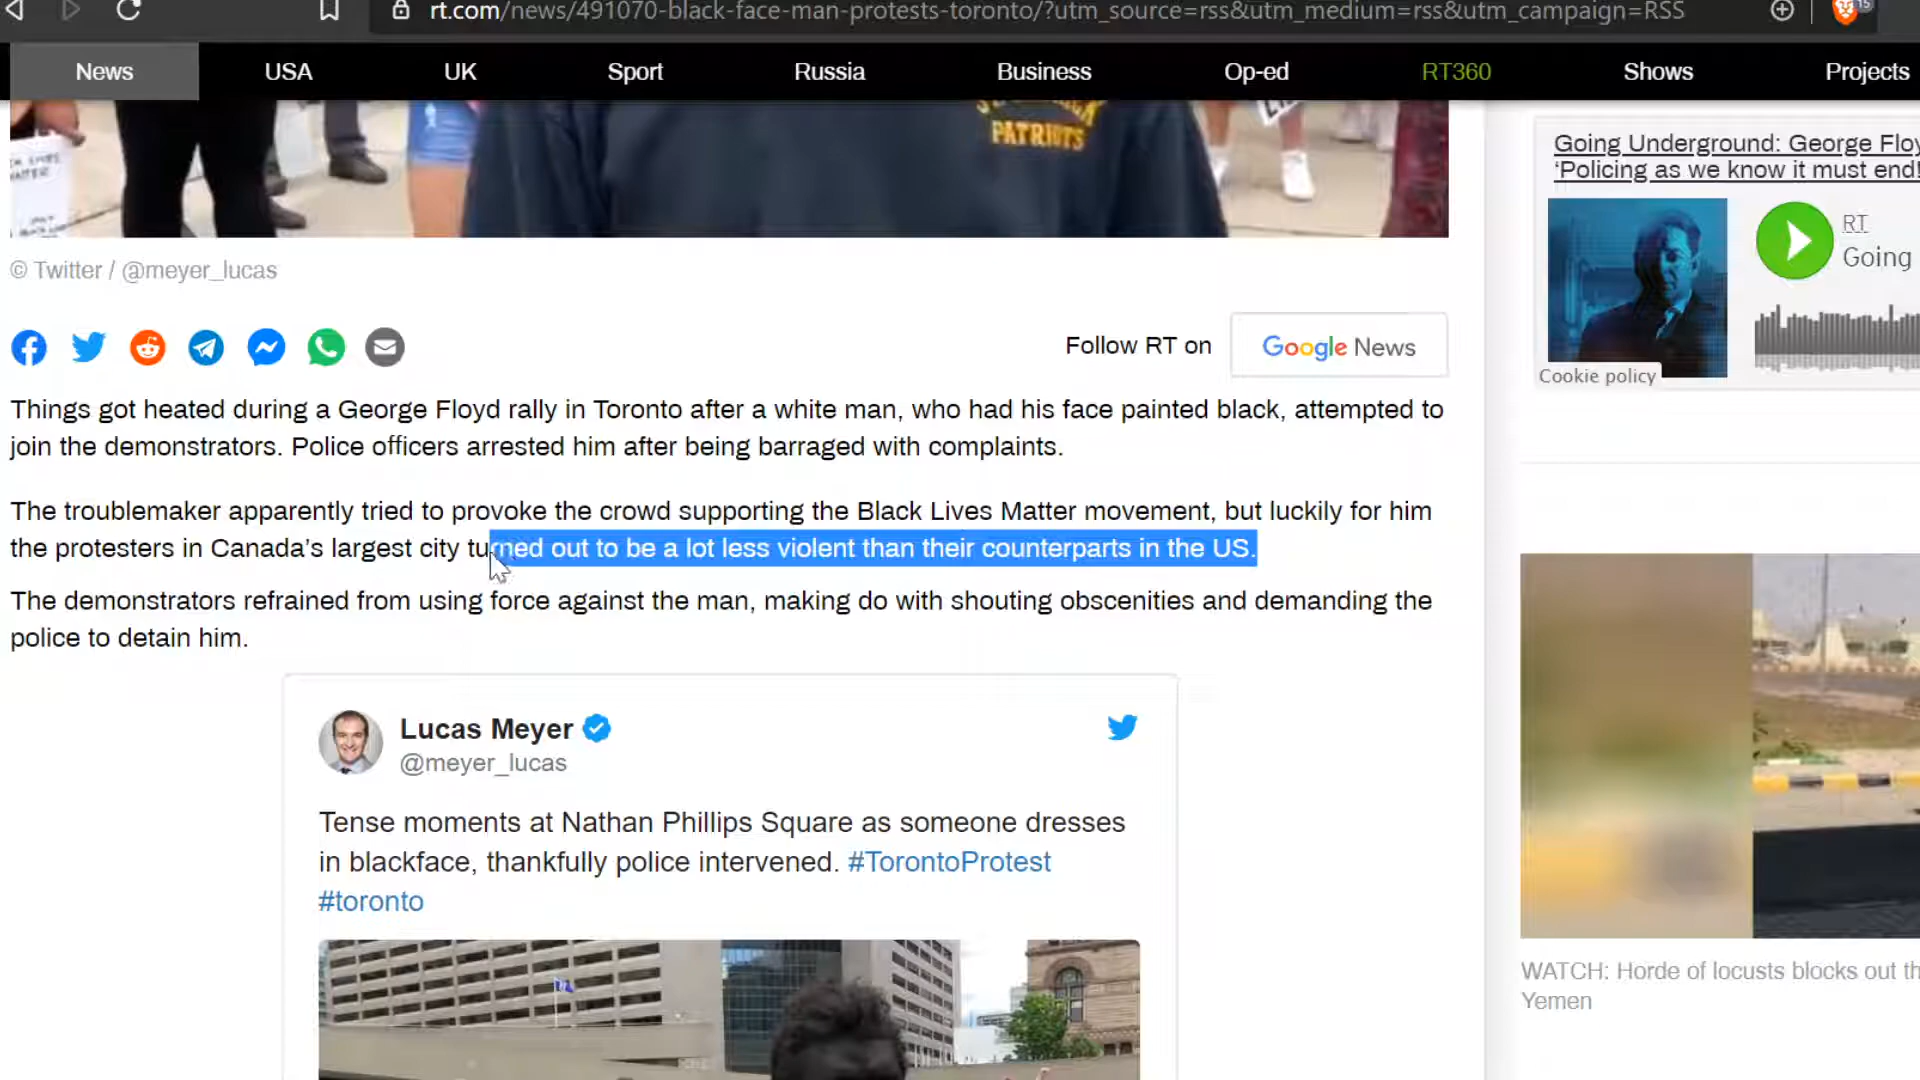 rt.com/news/491070-black-face-man-protests-toronto/?utm_source=rss&utm_medium=rss&utm_campaign=RSS
15
News USA UK Sport Russia Business Op-ed RT360 Shows Projects
PATRIOTS
© Twitter / @meyer_lucas
Follow RT on Google News
Things got heated during a George Floyd rally in Toronto after a white man, who had his face painted black, attempted to
join the demonstrators. Police officers arrested him after being barraged with complaints.
The troublemaker apparently tried to provoke the crowd supporting the Black Lives Matter movement, but luckily for him
the protesters in Canada's largest city turned out to be a lot less violent than their counterparts in the US.
The demonstrators refrained from using force against the man, making do with shouting obscenities and demanding the
police to detain him.
Lucas Meyer
@meyer_lucas
Tense moments at Nathan Phillips Square as someone dresses
in blackface, thankfully police intervened. #TorontoProtest
#toronto
Going Underground: George Floy
'Policing as we know it must end!
RT
Going
Cookie policy
WATCH: Horde of locusts blocks out th
Yemen